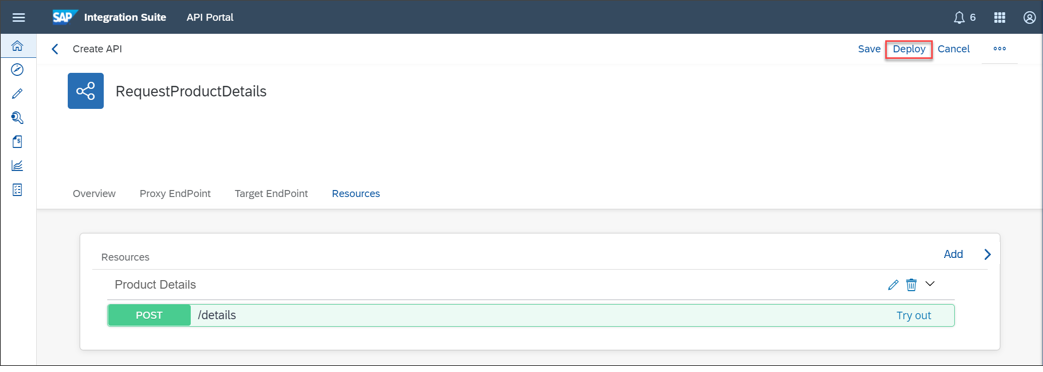 SAP Integration Suite API Portal 6
Create API Save Deploy Cancel
RequestProductDetails
Overview Proxy EndPoint Target EndPoint Resources
Resources Add
Product Details
POST /details Try out